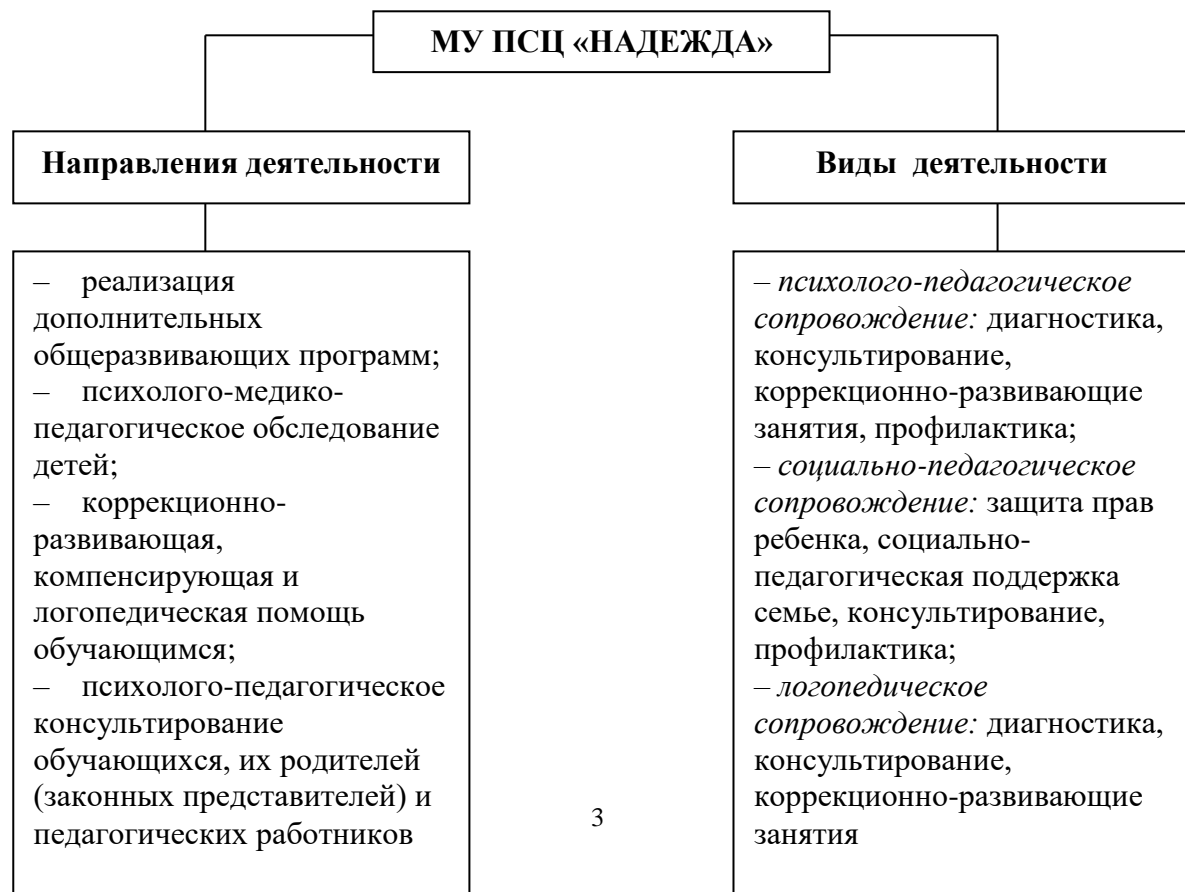 МУ ПСЦ «НАДЕЖДА»
Направления деятельности
– реализация
дополнительных
общеразвивающих программ;
– психолого-медико-
педагогическое обследование
детей;
– коррекционно-
развивающая,
компенсирующая и
логопедическая помощь
обучающимся;
– психолого-педагогическое
консультирование
обучающихся, их родителей
(законных представителей) и
педагогических работников
Виды деятельности
– психолого-педагогическое
сопровождение: диагностика,
консультирование,
коррекционно-развивающие
занятия, профилактика;
– социально-педагогическое
сопровождение: защита прав
ребенка, социально-
педагогическая поддержка
семье, консультирование,
профилактика;
– логопедическое
сопровождение: диагностика,
консультирование,
коррекционно-развивающие
занятия
3